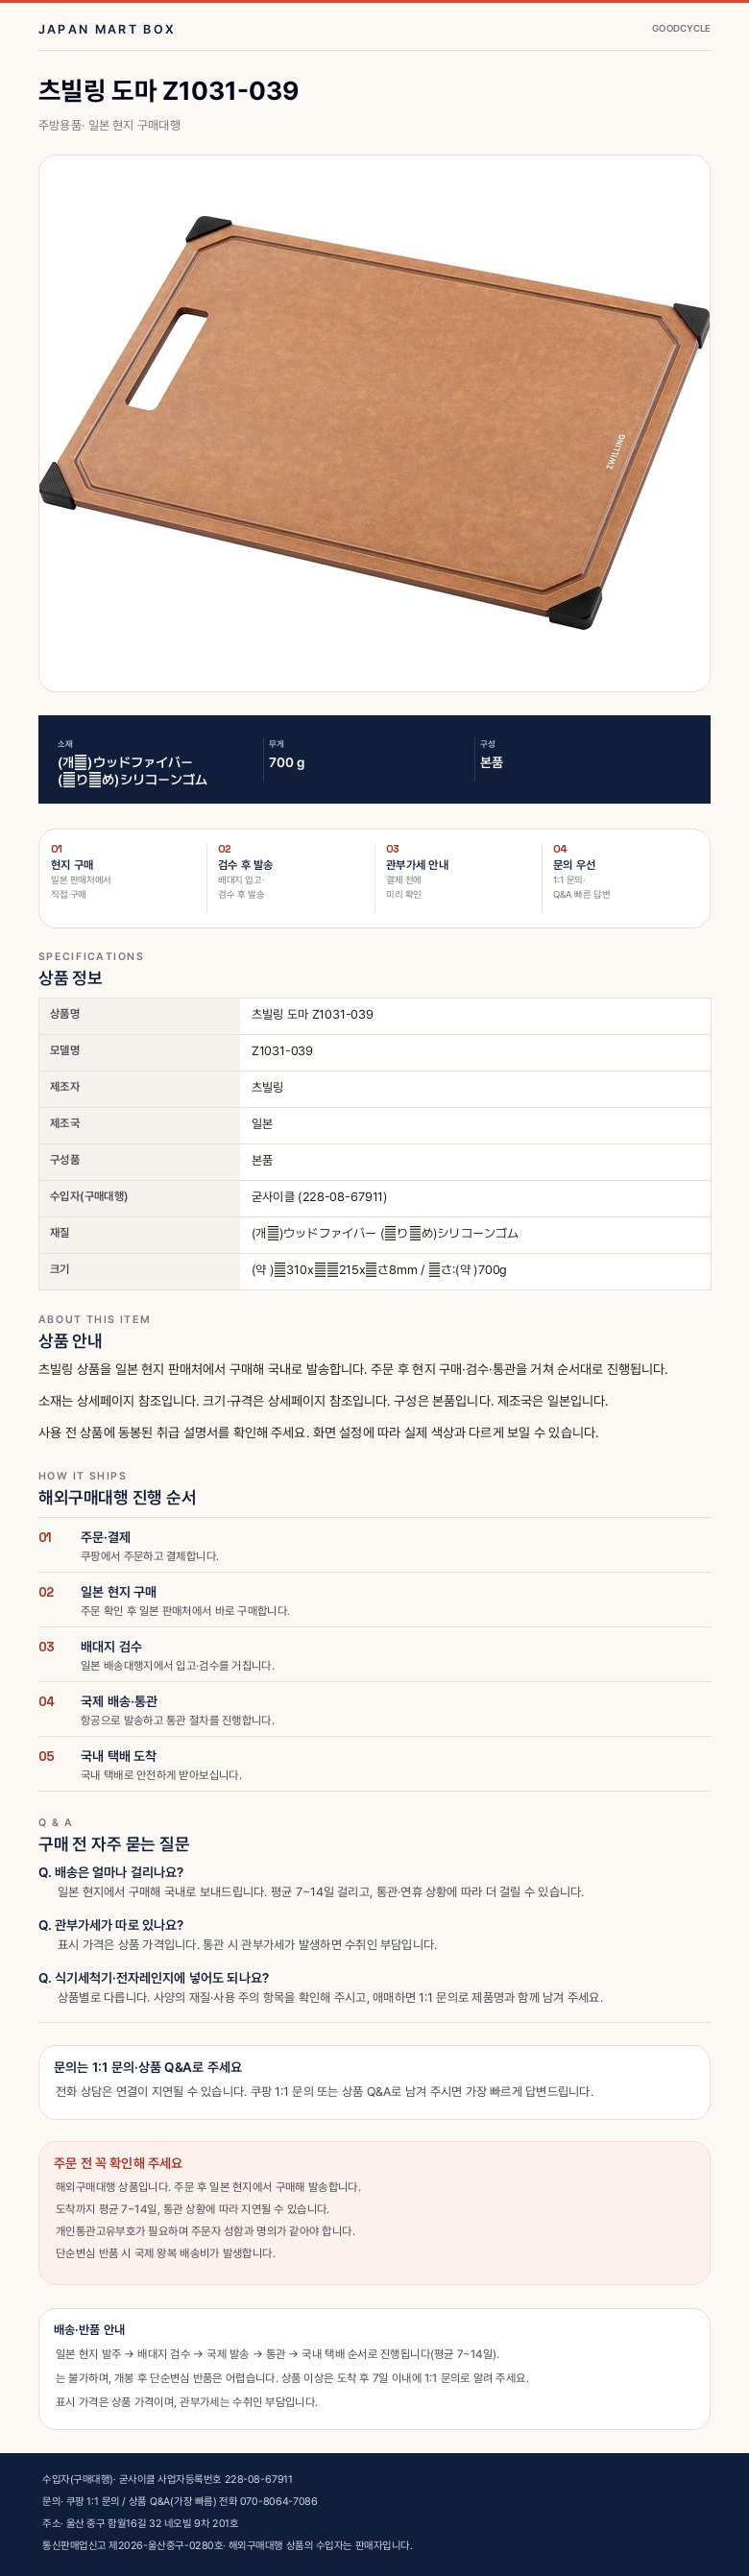 JAPAN MART BOX
GOODCYCLE
츠빌링 도마 Z1031-039
주방용품· 일본 현지 구매대행
ZWILLING
소재
(개䷀)ウッドファイバー
(䷀り䷀め)シリコーンゴム
무게
700 g
구성
본품
01
현지 구매
일본 판매처에서
직접 구매
02
검수 후 발송
배대지 입고·
검수 후 발송
03
관부가세 안내
결제 전에
미리 확인
04
문의 우선
1:1 문의·
Q&A 빠른 답변
SPECIFICATIONS
상품 정보
상품명 츠빌링 도마 Z1031-039
모델명 Z1031-039
제조자 츠빌링
제조국 일본
구성품 본품
수입자(구매대행) 굳사이클 (228-08-67911)
재질 (개䷀)ウッドファイバー (䷀り䷀め)シリコーンゴム
크기 (약 )䷀310x䷀䷀215x䷀さ8mm / ䷀さ:(약 )700g
ABOUT THIS ITEM
상품 안내
츠빌링 상품을 일본 현지 판매처에서 구매해 국내로 발송합니다. 주문 후 현지 구매·검수·통관을 거쳐 순서대로 진행됩니다.
소재는 상세페이지 참조입니다. 크기·규격은 상세페이지 참조입니다. 구성은 본품입니다. 제조국은 일본입니다.
사용 전 상품에 동봉된 취급 설명서를 확인해 주세요. 화면 설정에 따라 실제 색상과 다르게 보일 수 있습니다.
HOW IT SHIPS
해외구매대행 진행 순서
01 주문·결제
쿠팡에서 주문하고 결제합니다.
02 일본 현지 구매
주문 확인 후 일본 판매처에서 바로 구매합니다.
03 배대지 검수
일본 배송대행지에서 입고·검수를 거칩니다.
04 국제 배송·통관
항공으로 발송하고 통관 절차를 진행합니다.
05 국내 택배 도착
국내 택배로 안전하게 받아보십니다.
Q & A
구매 전 자주 묻는 질문
Q. 배송은 얼마나 걸리나요?
일본 현지에서 구매해 국내로 보내드립니다. 평균 7~14일 걸리고, 통관·연휴 상황에 따라 더 걸릴 수 있습니다.
Q. 관부가세가 따로 있나요?
표시 가격은 상품 가격입니다. 통관 시 관부가세가 발생하면 수취인 부담입니다.
Q. 식기세척기·전자레인지에 넣어도 되나요?
상품별로 다릅니다. 사양의 재질·사용 주의 항목을 확인해 주시고, 애매하면 1:1 문의로 제품명과 함께 남겨 주세요.
문의는 1:1 문의·상품 Q&A로 주세요
전화 상담은 연결이 지연될 수 있습니다. 쿠팡 1:1 문의 또는 상품 Q&A로 남겨 주시면 가장 빠르게 답변드립니다.
주문 전 꼭 확인해 주세요
해외구매대행 상품입니다. 주문 후 일본 현지에서 구매해 발송합니다.
도착까지 평균 7~14일, 통관 상황에 따라 지연될 수 있습니다.
개인통관고유부호가 필요하며 주문자 성함과 명의가 같아야 합니다.
단순변심 반품 시 국제 왕복 배송비가 발생합니다.
배송·반품 안내
일본 현지 발주 → 배대지 검수 → 국제 발송 → 통관 → 국내 택배 순서로 진행됩니다(평균 7~14일).
는 불가하며, 개봉 후 단순변심 반품은 어렵습니다. 상품 이상은 도착 후 7일 이내에 1:1 문의로 알려 주세요.
표시 가격은 상품 가격이며, 관부가세는 수취인 부담입니다.
수입자(구매대행)· 굳사이클 사업자등록번호 228-08-67911
문의· 쿠팡 1:1 문의 / 상품 Q&A(가장 빠름) 전화 070-8064-7086
주소· 울산 중구 함월16길 32 네오빌 9차 201호
통신판매업신고 제2026-울산중구-0280호· 해외구매대행 상품의 수입자는 판매자입니다.